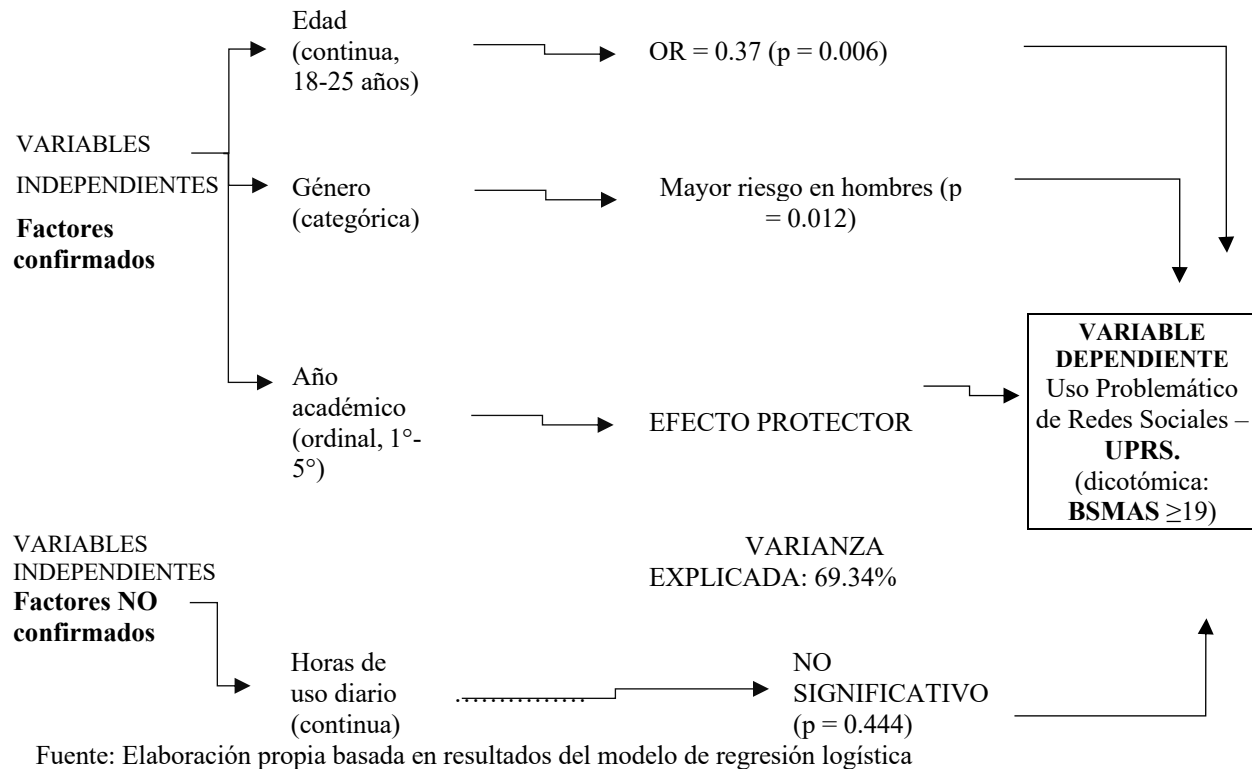 VARIABLES
INDEPENDIENTES
Factores
confirmados
Edad
(continua,
18-25 años)
OR = 0.37 (p = 0.006)
Género
(categórica)
Mayor riesgo en hombres (p
= 0.012)
Año
académico
(ordinal, 1°-
5°)
EFECTO PROTECTOR
VARIABLE
DEPENDIENTE
Uso Problemático
de Redes Sociales –
UPRS.
(dicotómica:
BSMAS ≥19)
VARIANZA
EXPLICADA: 69.34%
VARIABLES
INDEPENDIENTES
Factores NO
confirmados
Horas de
uso diario
(continua)
NO
SIGNIFICATIVO
(p = 0.444)
Fuente: Elaboración propia basada en resultados del modelo de regresión logística